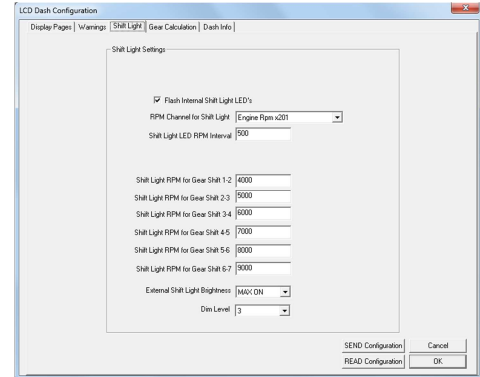 LCD Dash Configuration
Display Pages Warnings Shift Light Gear Calculation Dash Info
Shift Light Settings
Flash Internal Shift Light LED's
RPM Channel for Shift Light Engine Rpm x201
Shift Light LED RPM Interval 500
Shift Light RPM for Gear Shift 1-2 4000
Shift Light RPM for Gear Shift 2-3 5000
Shift Light RPM for Gear Shift 3-4 6000
Shift Light RPM for Gear Shift 4-5 7000
Shift Light RPM for Gear Shift 5-6 8000
Shift Light RPM for Gear Shift 6-7 9000
External Shift Light Brightness MAX ON
Dim Level 3
SEND Configuration Cancel
READ Configuration OK